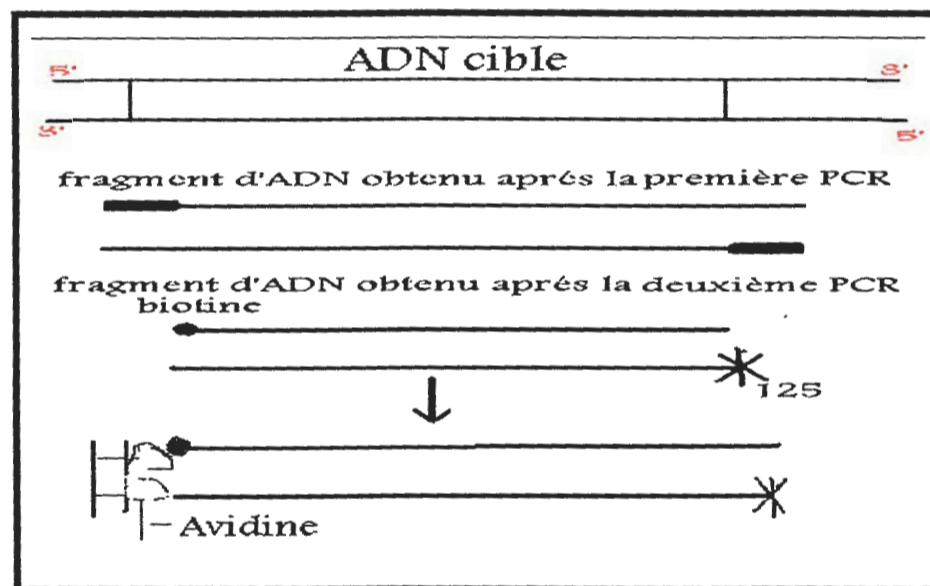 ADN cible
5' 3'
3' 5'
fragment d'ADN obtenu aprés la première PCR
fragment d'ADN obtenu aprés la deuxième PCR
biotine
125
Avidine